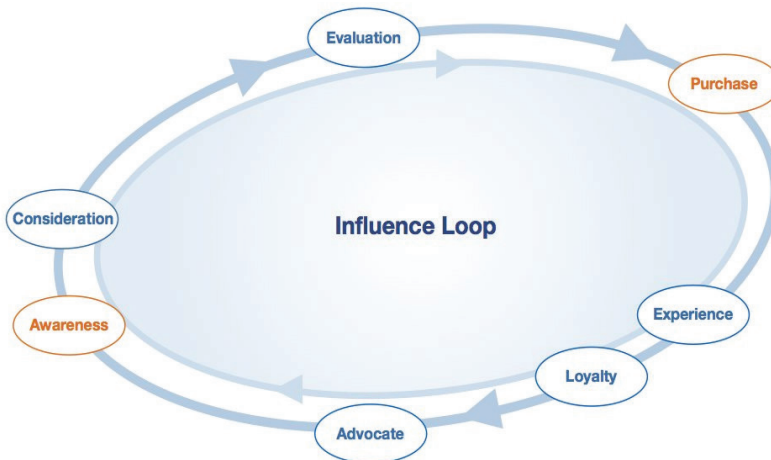 Evaluation
Purchase
Consideration
Influence Loop
Awareness
Experience
Loyalty
Advocate